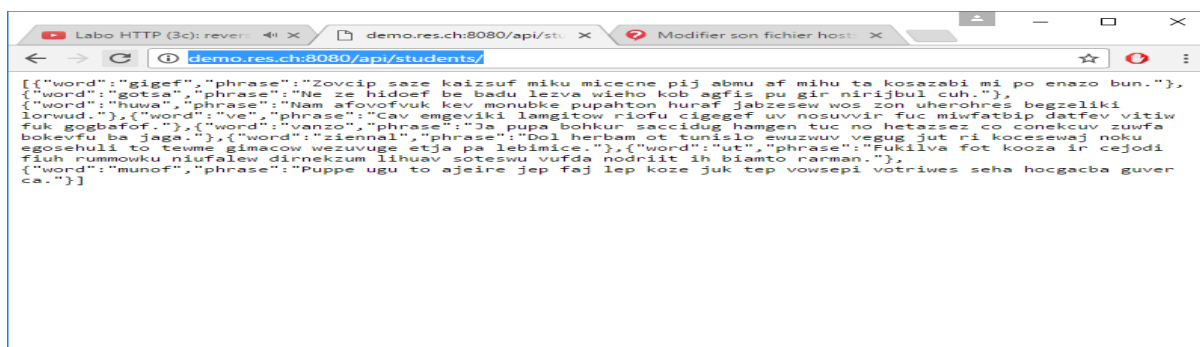 Labo HTTP (3c): revers
demo.res.ch:8080/api/stu
Modifier son fichier host
demo.res.ch:8080/api/students/
[{"word":"gigef","phrase":"Zovcip saze kaizsuf miku micecne pij abmu af mihu ta kosazabi mi po enazo bun."},
{"word":"gotsa","phrase":"Ne ze hidoef be badu lezva wieho kob agfis pu gir nirijbul cuh."},
{"word":"huwa","phrase":"Nam afovofvuk kev monubke pupahton huraf jabzesew wos zon uherohres begzeliki
lorwud."},{"word":"ve","phrase":"Cav emgeviki lamgitow riofu cigegef uv nosuvvir fuc miwfatbip datfev vitiw
fuk gogbafof."},{"word":"vanzo","phrase":"Ja pupa bohkur saccidug hamgen tuc no hetazsez co conekcuv zuwfa
bokevfu ba jaga."},{"word":"ziennal","phrase":"Dol herbam ot tunislo ewuzwuv vegug jut ri kocesewaj noku
egosehuli to tewme gimacow wezuvuge etja pa lebimice."},{"word":"ut","phrase":"Fukilva fot kooza ir cejodi
fiuh rummowku niufalew dirnekzum lihuav soteswu vufda nodriit ih biamto rarman."},
{"word":"munof","phrase":"Puppe ugu to ajeire jep faj lep koze juk tep vowsepi votriwes seha hocgacba guver
ca."}]